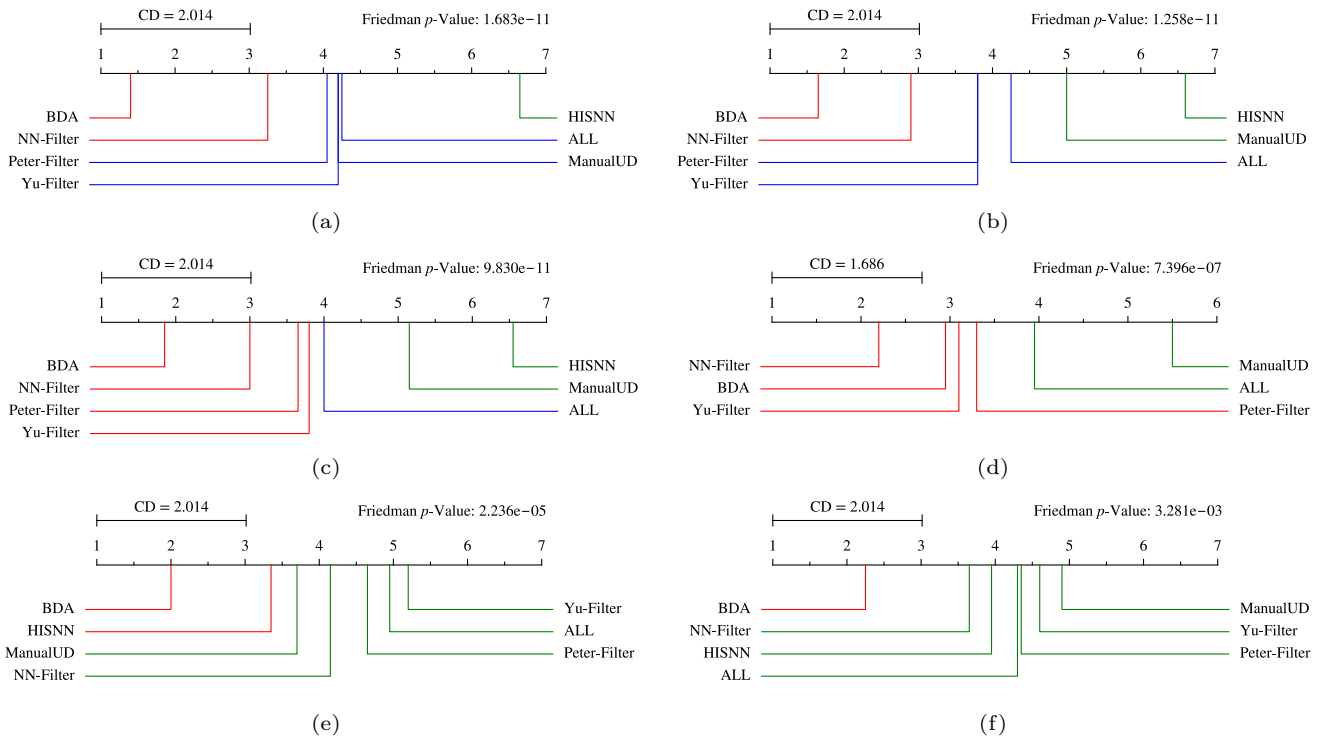 CD = 2.014
Friedman p-Value: 1.683e−11
1 2 3 4 5 6 7
BDA
HISNN
NN-Filter
ALL
Peter-Filter
ManualUD
Yu-Filter
(a)
CD = 2.014
Friedman p-Value: 1.258e−11
1 2 3 4 5 6 7
BDA
HISNN
NN-Filter
ManualUD
Peter-Filter
ALL
Yu-Filter
(b)
CD = 2.014
Friedman p-Value: 9.830e−11
1 2 3 4 5 6 7
BDA
HISNN
NN-Filter
ManualUD
Peter-Filter
ALL
Yu-Filter
(c)
CD = 1.686
Friedman p-Value: 7.396e−07
1 2 3 4 5 6
NN-Filter
ManualUD
BDA
ALL
Yu-Filter
Peter-Filter
(d)
CD = 2.014
Friedman p-Value: 2.236e−05
1 2 3 4 5 6 7
BDA
Yu-Filter
HISNN
ALL
ManualUD
Peter-Filter
NN-Filter
(e)
CD = 2.014
Friedman p-Value: 3.281e−03
1 2 3 4 5 6 7
BDA
ManualUD
NN-Filter
Yu-Filter
HISNN
Peter-Filter
ALL
(f)